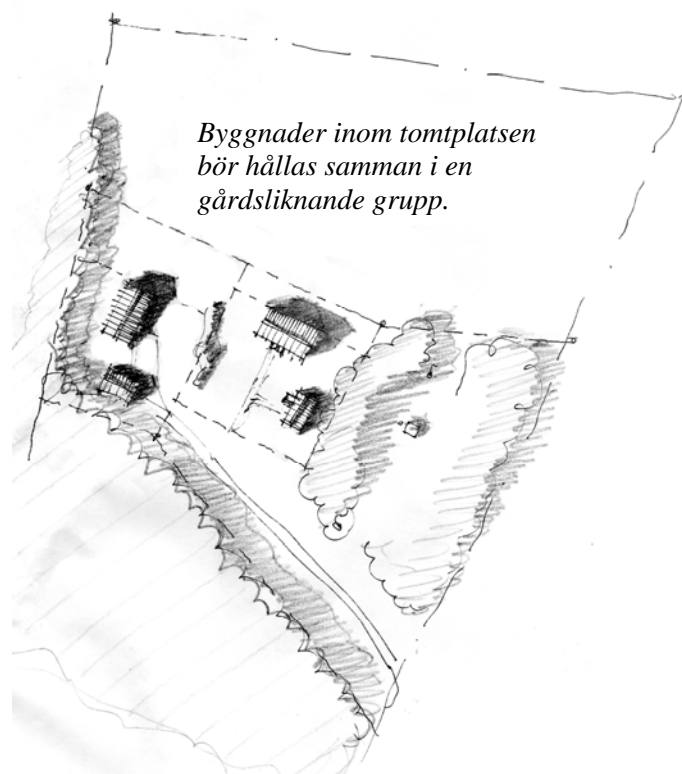 Byggnader inom tomtplatsen
bör hållas samman i en
gårdsliknande grupp.